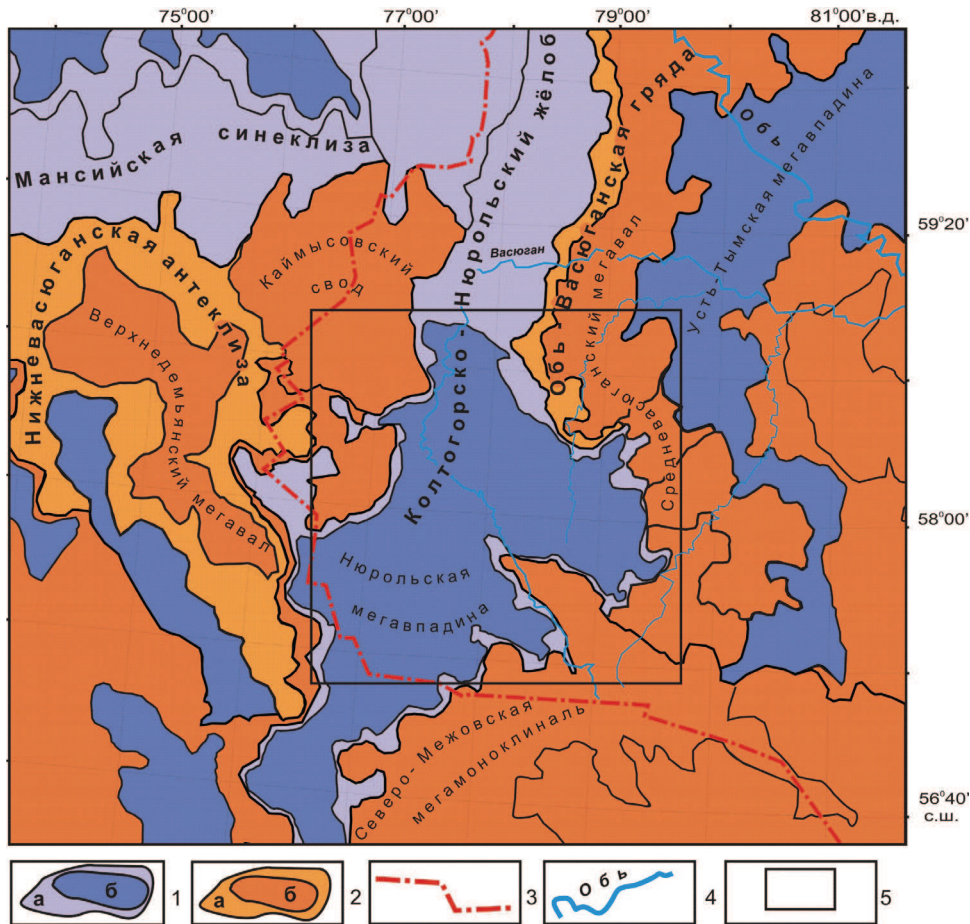 75°00'
77°00'
79°00'
81°00'в.д.
59°20'
58°00'
56°40'
с.ш.
Мансийская синеклиза
Колтогорско-Нюрольский жёлоб
Обь-Васюганская гряда
Обь
Усть-Тымская мегавпадина
Васюган
Каймысовский
свод
Нижневасюганская антеклиза
Верхнедемьянский мегавал
Средневасюганский мегавал
Нюрольская
мегавпадина
Северо-Межовская
мегамоноклиналь
а б 1
а б 2
3
Обь 4
5